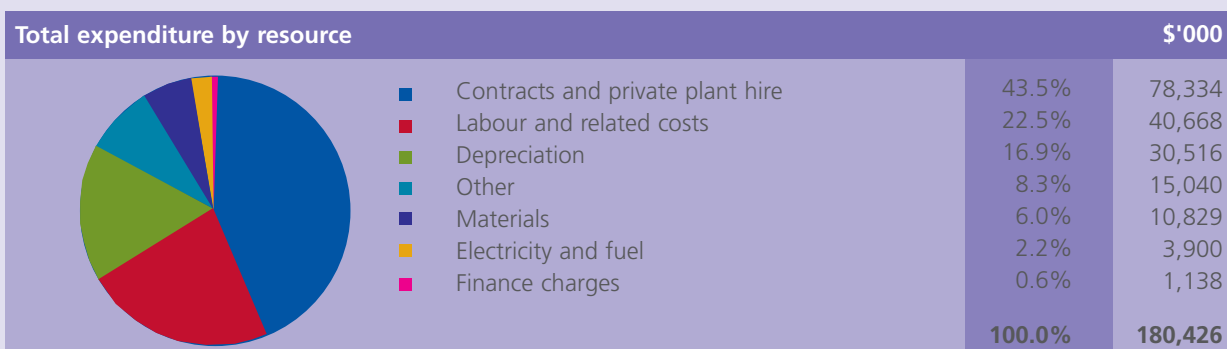 Total expenditure by resource $'000
Contracts and private plant hire 43.5% 78,334
Labour and related costs 22.5% 40,668
Depreciation 16.9% 30,516
Other 8.3% 15,040
Materials 6.0% 10,829
Electricity and fuel 2.2% 3,900
Finance charges 0.6% 1,138
100.0% 180,426